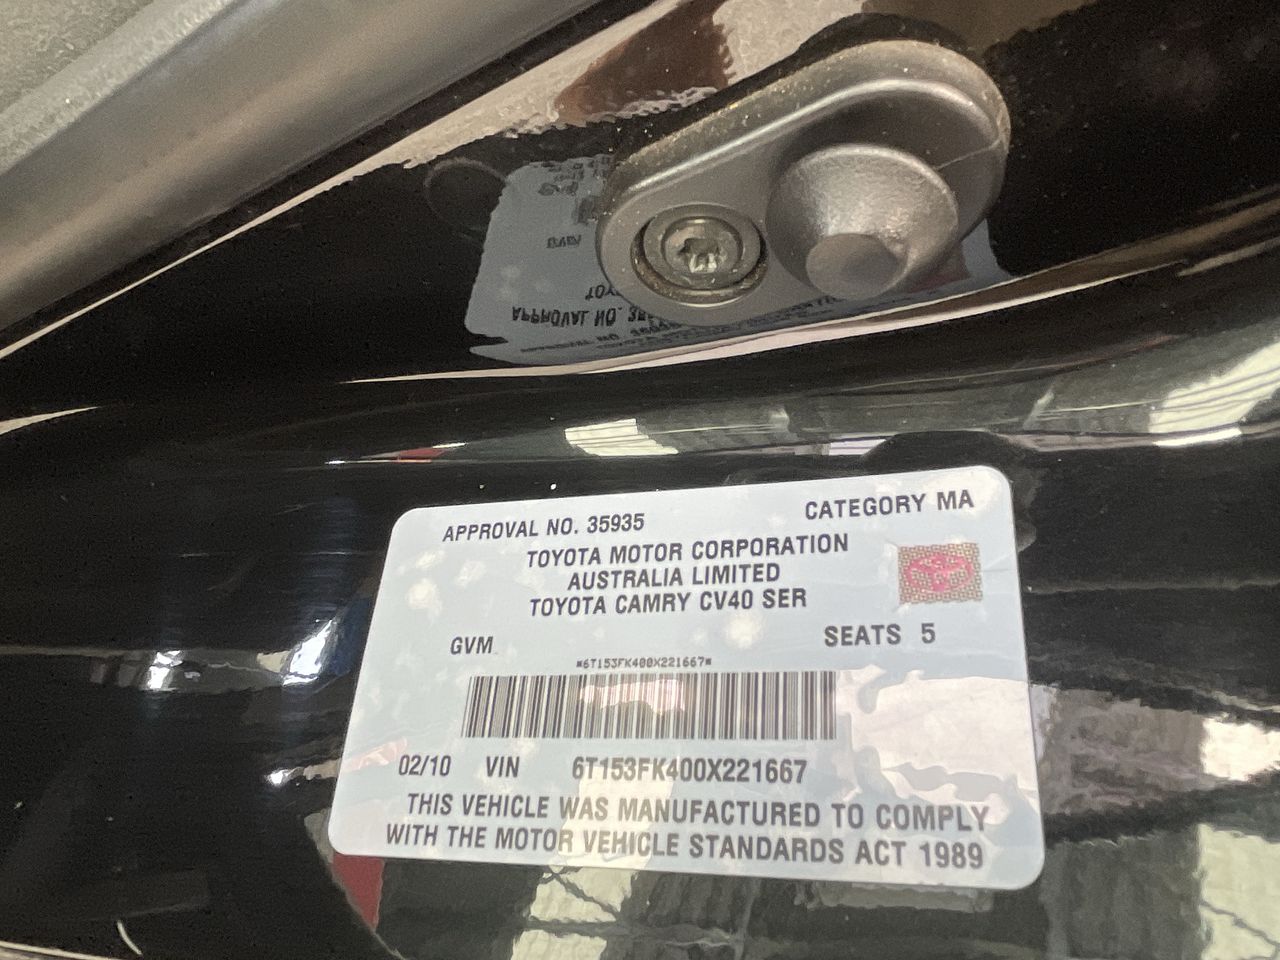 APPROVAL NO. 35935 CATEGORY MA
TOYOTA MOTOR CORPORATION
AUSTRALIA LIMITED
TOYOTA CAMRY CV40 SER
GVM SEATS 5
*6T153FK400X221667*
02/10 VIN 6T153FK400X221667
THIS VEHICLE WAS MANUFACTURED TO COMPLY
WITH THE MOTOR VEHICLE STANDARDS ACT 1989